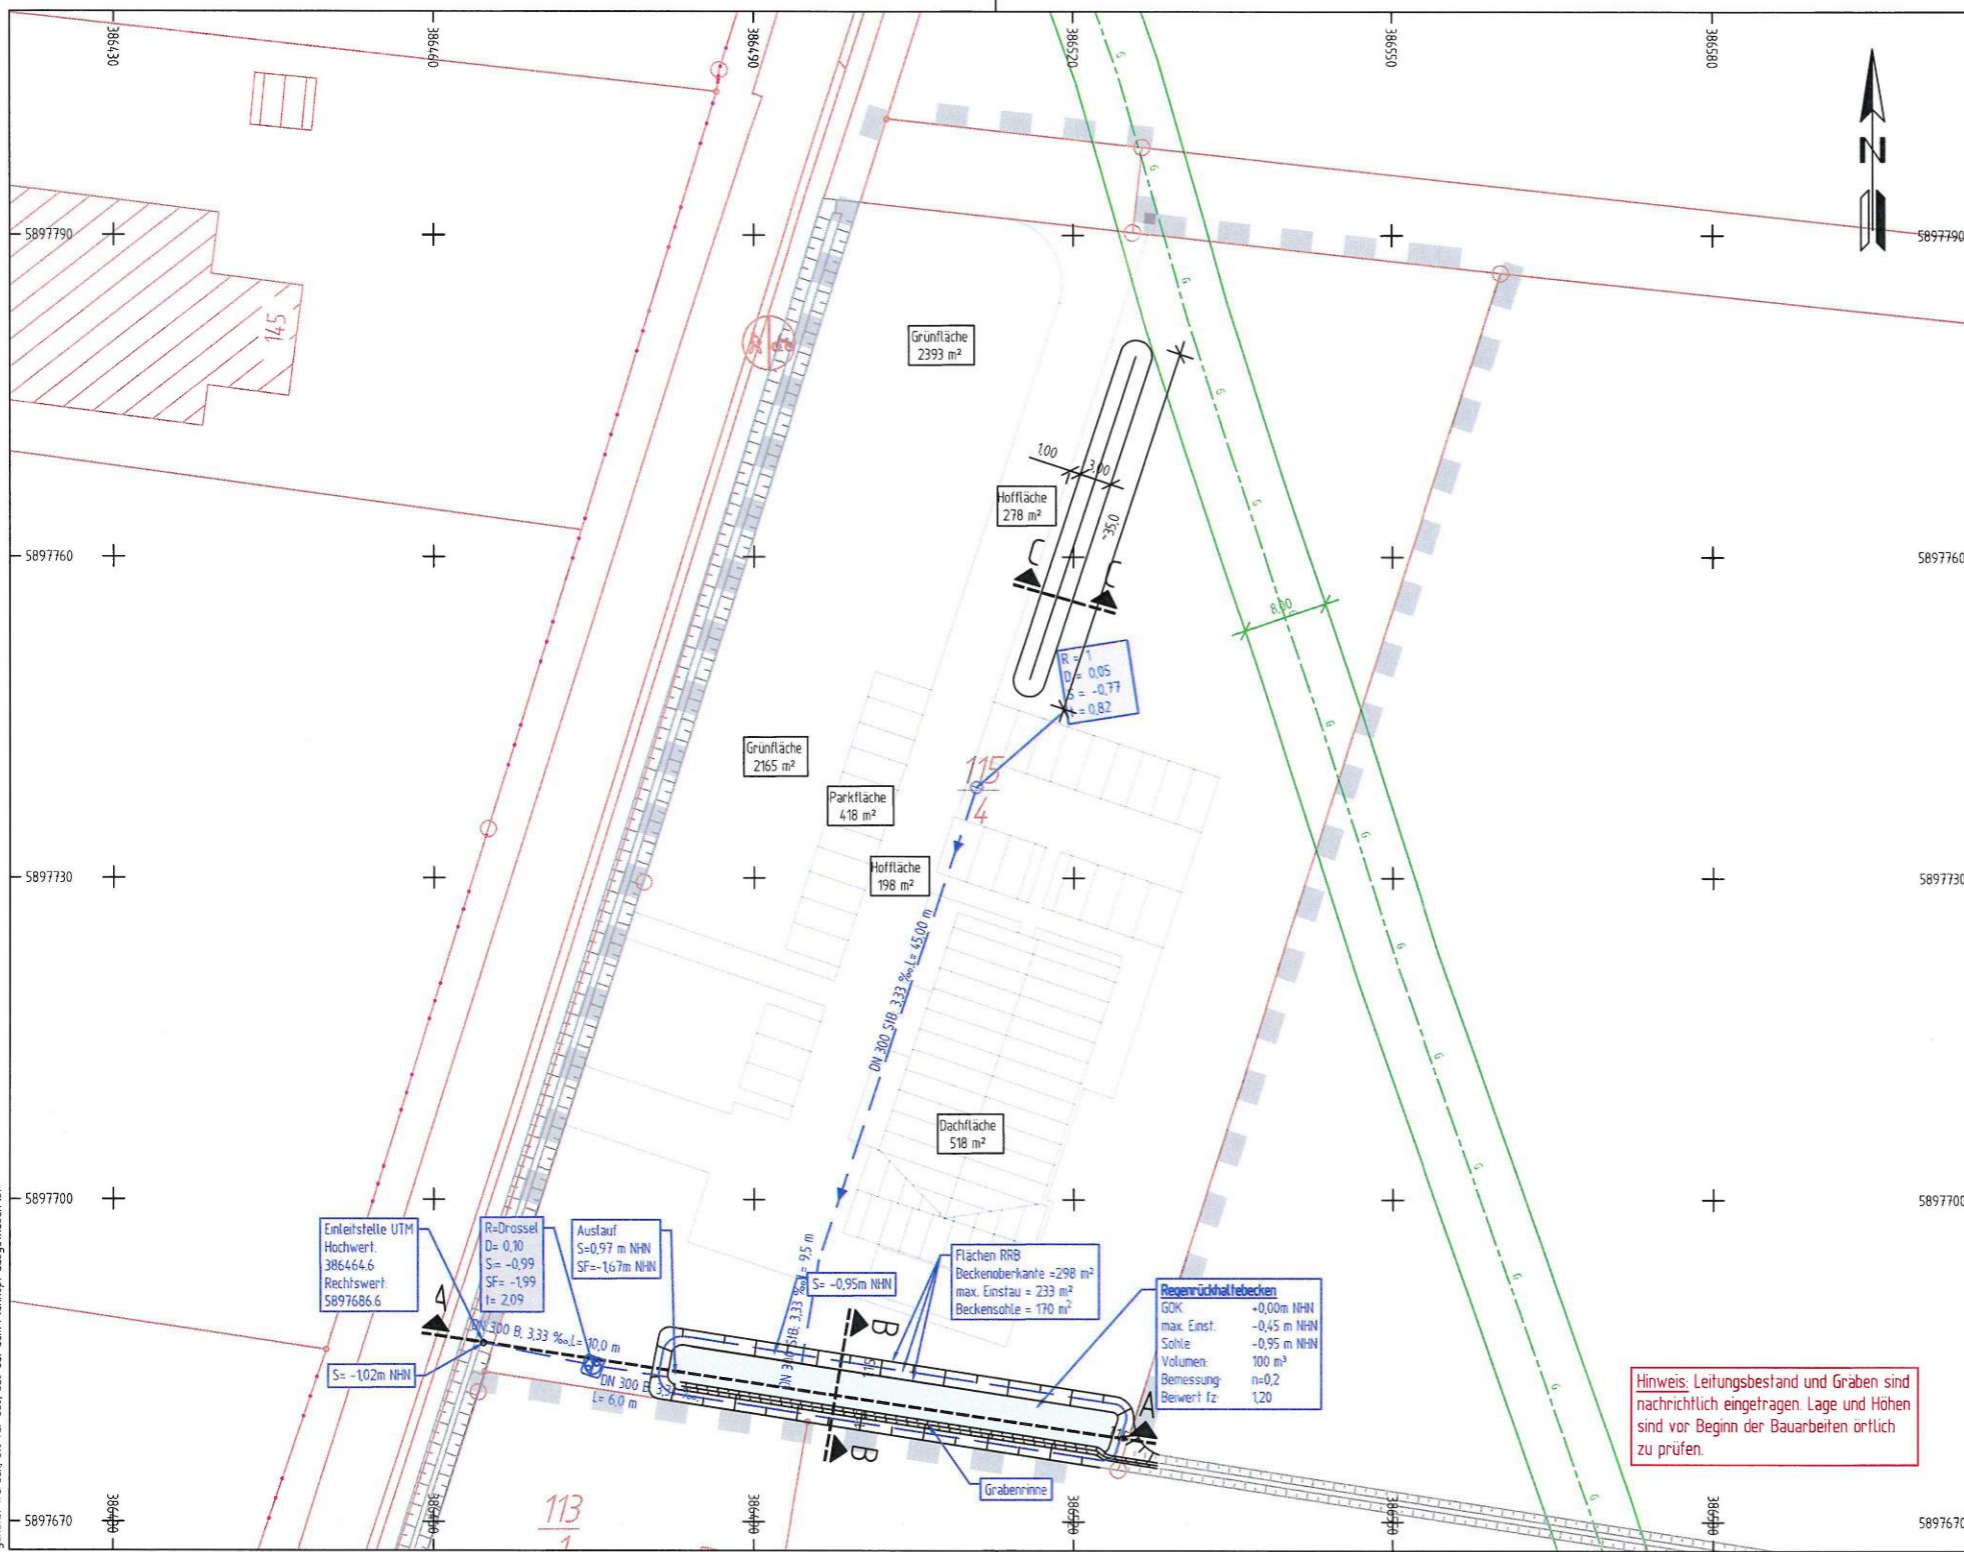 386430
386460
386490
386520
386550
386580
N
5897790
5897790
145
Grünfläche
2393 m²
1,00
3,00
Hoffläche
278 m²
~35,0
C
5897760
5897760
8,00
R = 1
D = 0,05
S = -0,77
t = 0,82
Grünfläche
2165 m²
115
4
Parkfläche
418 m²
Hoffläche
198 m²
5897730
5897730
DN 300 StB, 3,33 ‰, L= 45,00 m
Dachfläche
518 m²
5897700
5897700
Einleitstelle UTM
Hochwert:
386464.6
Rechtswert:
5897686.6
R=Drossel
D= 0,10
S= -0,99
SF= -1,99
t= 2,09
Auslauf
S=0,97 m NHN
SF=-1,67m NHN
S= -0,95m NHN
Flächen RRB
Beckenoberkante =298 m²
max. Einstau = 233 m²
Beckensohle = 170 m²
Regenrückhaltebecken
GOK +0,00m NHN
max. Einst. -0,45 m NHN
Sohle -0,95 m NHN
Volumen: 100 m³
Bemessung: n=0,2
Beiwert fz: 1,20
A
DN 300 B, 3,33 ‰, L= 10,0 m
S= -1,02m NHN
L= 6,0 m
B
B
A
Grabenrinne
Hinweis: Leitungsbestand und Gräben sind
nachrichtlich eingetragen. Lage und Höhen
sind vor Beginn der Bauarbeiten örtlich
zu prüfen.
113
5897670
5897670